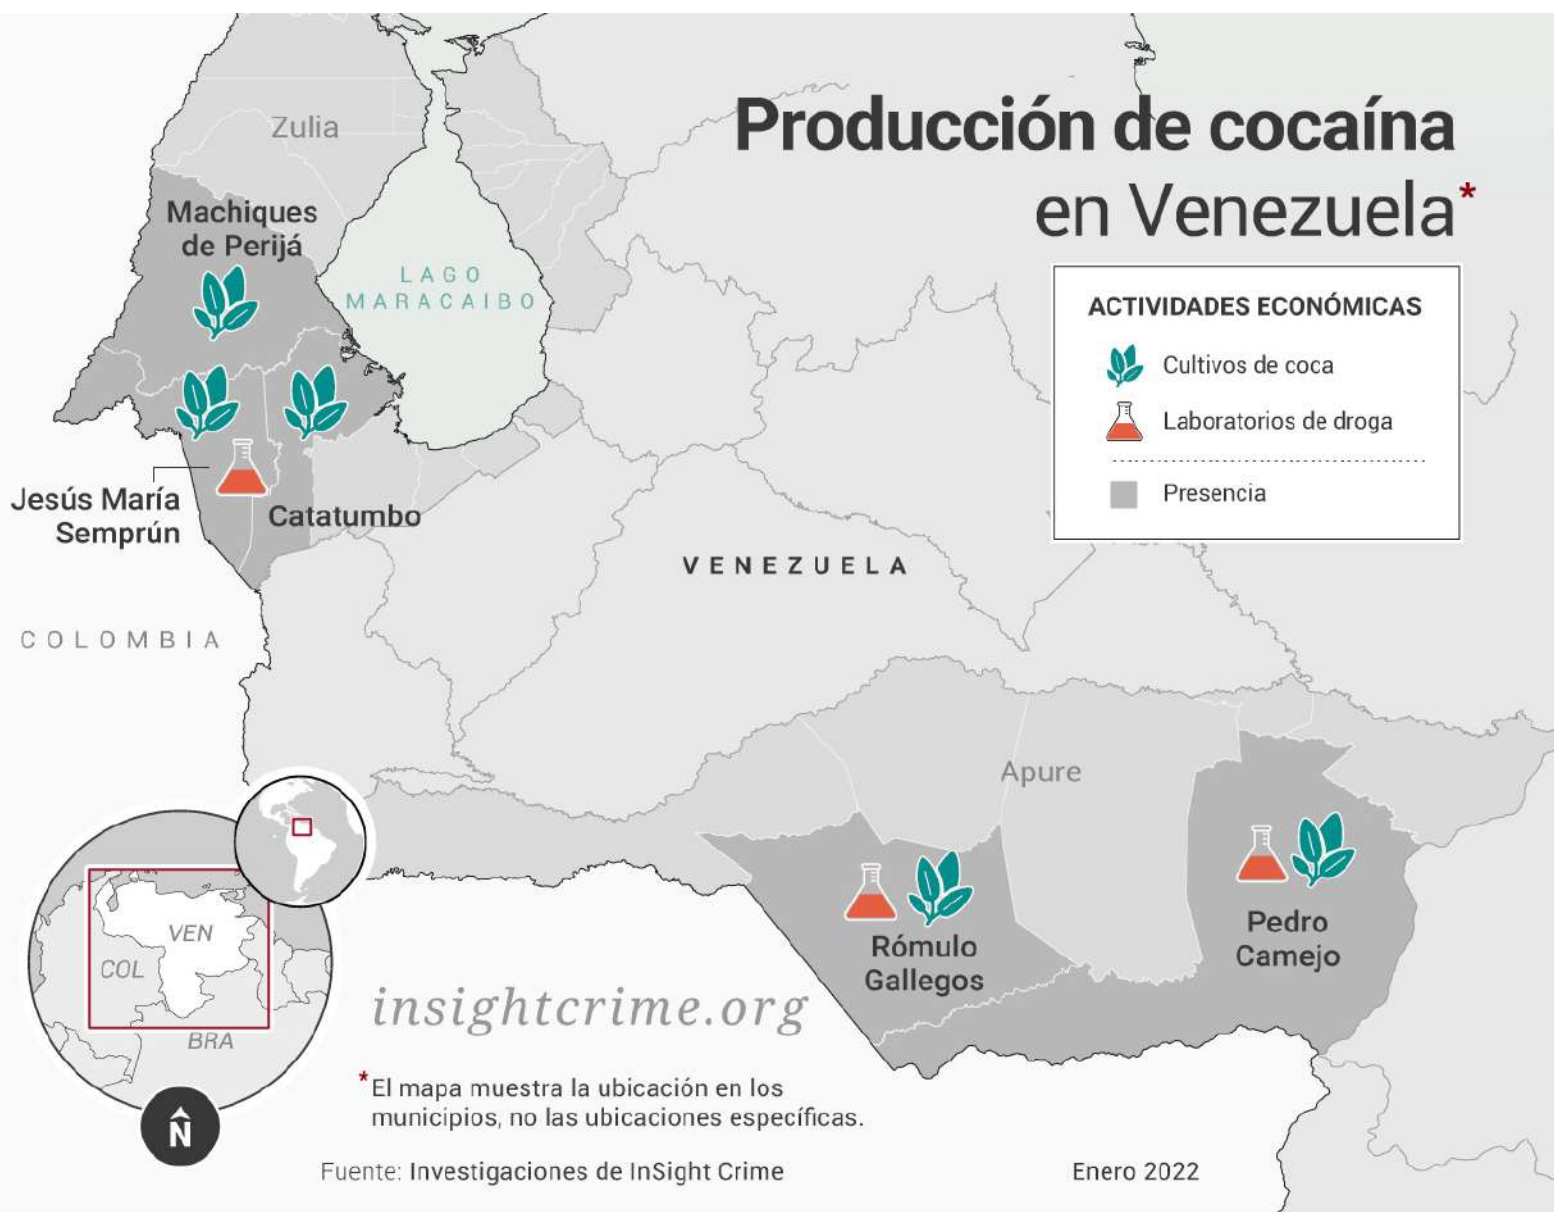 Producción de cocaína
en Venezuela*
Zulia
Machiques
de Perijá
LAGO
MARACAIBO
ACTIVIDADES ECONÓMICAS
Cultivos de coca
Laboratorios de droga
Presencia
Jesús María
Semprún
Catatumbo
VENEZUELA
COLOMBIA
Apure
Rómulo
Gallegos
Pedro
Camejo
VEN
COL
BRA
N
insightcrime.org
*El mapa muestra la ubicación en los
municipios, no las ubicaciones específicas.
Fuente: Investigaciones de InSight Crime
Enero 2022